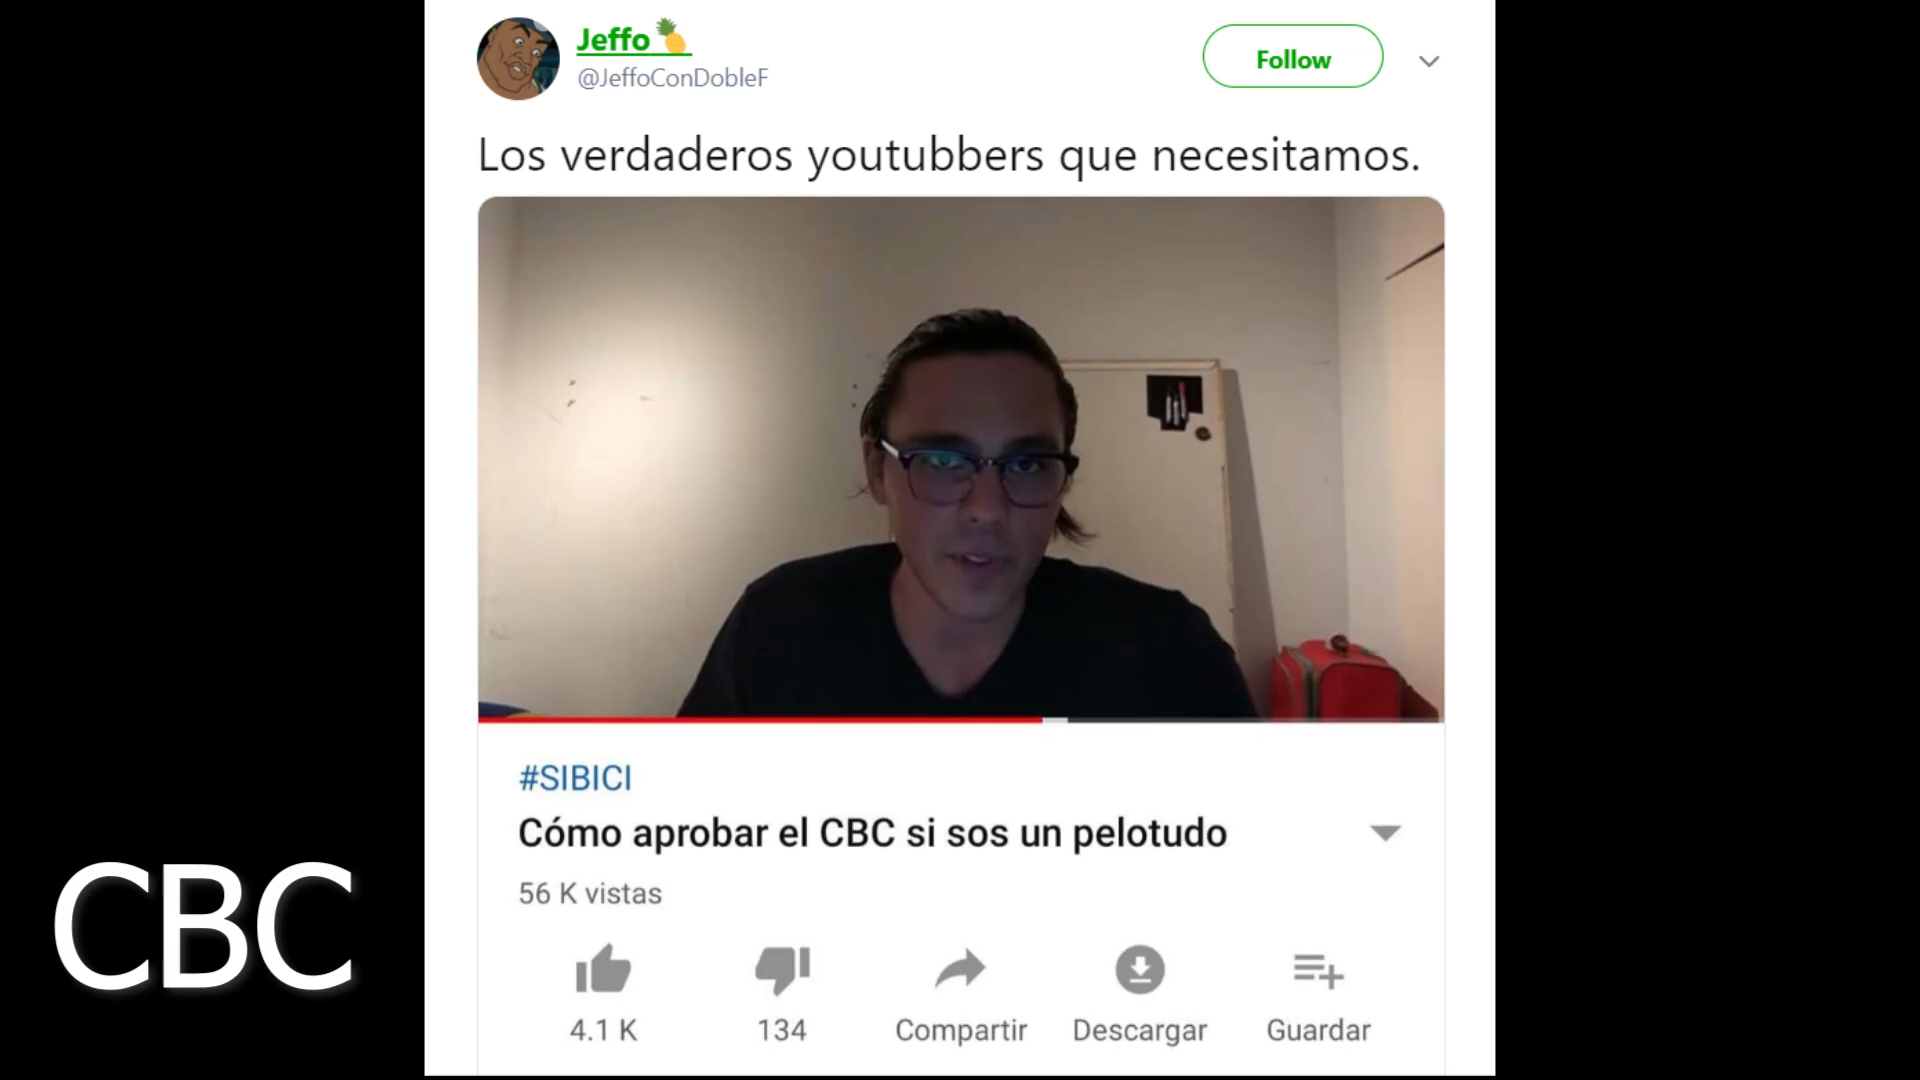 Jeffo🍍
@JeffoConDobleF
Follow
Los verdaderos youtubbers que necesitamos.
#SIBICI
Cómo aprobar el CBC si sos un pelotudo
56 K vistas
4.1 K
134
Compartir
Descargar
Guardar
CBC